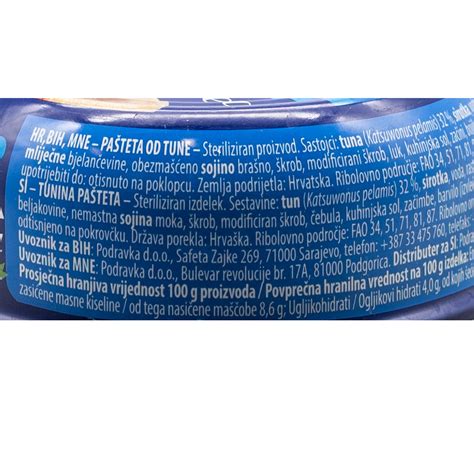 HR, BIH, MNE – PAŠTETA OD TUNE – Steriliziran proizvod. Sastojci: tuna (Katsuwonus pelamis) 32 %,
mliječne bjelančevine, obezmašćeno sojino brašno, škrob, modificirani škrob, luk, kuhinjska sol, začini,
upotrijebiti do: otisnuto na poklopcu. Zemlja podrijetla: Hrvatska. Ribolovno područje: FAO 34, 51, 71,
SI – TUNINA PAŠTETA – Steriliziran izdelek. Sestavine: tun (Katsuwonus pelamis) 32 %, sirotka, voda,
beljakovine, nemastna sojina moka, škrob, modificiran škrob, čebula, kuhinjska sol, začimbe, barvilo
odtisnjeno na pokrovčku. Država porekla: Hrvaška. Ribolovno področje: FAO 34, 51, 71, 81, 87.
Uvoznik za BIH: Podravka d.o.o., Safeta Zajke 269, 71000 Sarajevo, telefon: +387 33 475 760,
Uvoznik za MNE: Podravka d.o.o., Bulevar revolucije br. 17A, 81000 Podgorica. Distributer za SI:
Prosječna hranjiva vrijednost 100 g proizvoda / Povprečna hranilna vrednost na 100 g izdelka:
zasićene masne kiseline / od tega nasičene maščobe 8,6 g; Ugljikohidrati / Ogljikovi hidrati 4,0 g, od